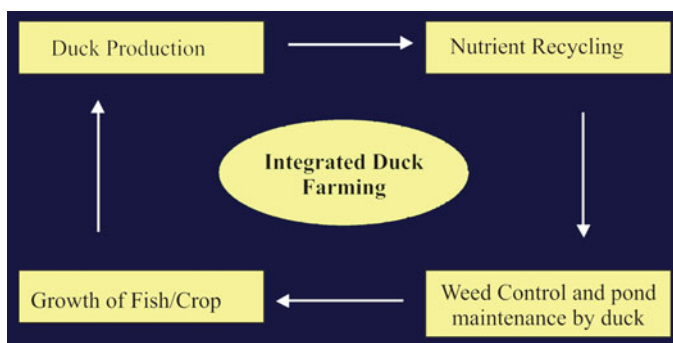 Duck Production
Nutrient Recycling
Integrated Duck
Farming
Growth of Fish/Crop
Weed Control and pond
maintenance by duck